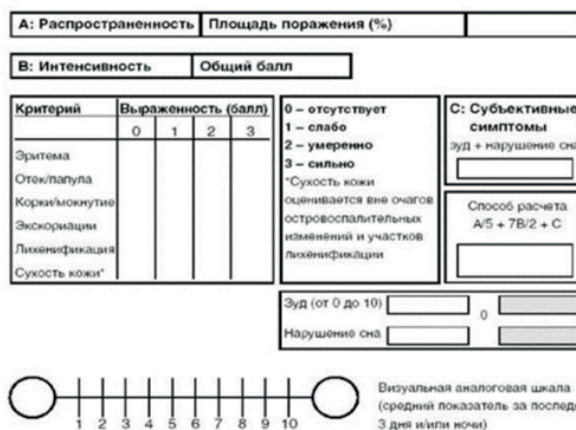 А: Распространенность Площадь поражения (%)
В: Интенсивность Общий балл
Критерий Выраженность (балл)
0 1 2 3
Эритема
Отек/папула
Корки/мокнутие
Экскориации
Лихенификация
Сухость кожи*
0 – отсутствует
1 – слабо
2 – умеренно
3 – сильно
*Сухость кожи
оценивается вне очагов
островоспалительных
изменений и участков
лихенификации
С: Субъективные
симптомы
зуд + нарушение сна
Способ расчета
А/5 + 7В/2 + С
Зуд (от 0 до 10) 0
Нарушение сна
1 2 3 4 5 6 7 8 9 10
Визуальная аналоговая шкала
(средний показатель за послед
3 дня и/или ночи)